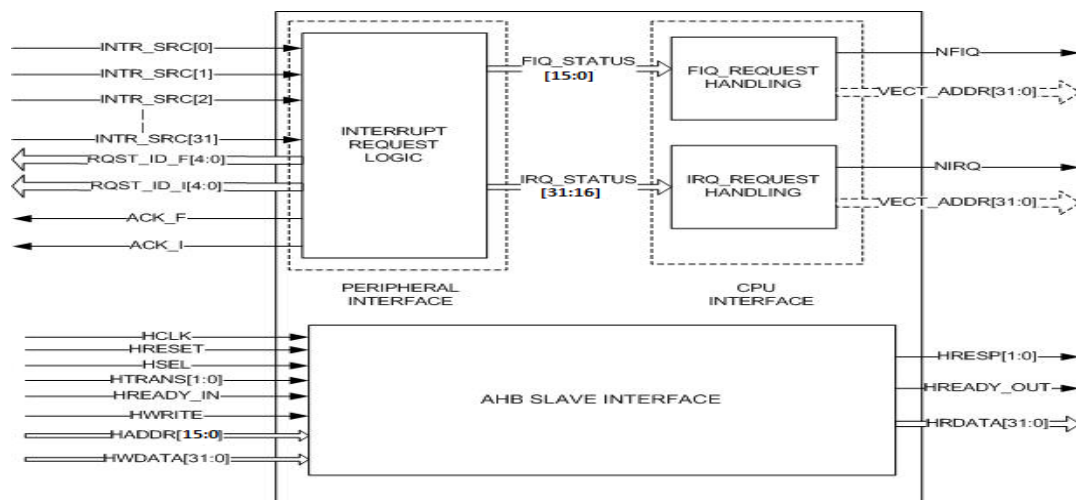 INTR_SRC[0]
INTR_SRC[1]
INTR_SRC[2]
INTR_SRC[31]
RQST_ID_F[4:0]
RQST_ID_I[4:0]
ACK_F
ACK_I
INTERRUPT
REQUEST
LOGIC
PERIPHERAL
INTERFACE
FIQ_STATUS
[15:0]
IRQ_STATUS
[31:16]
FIQ_REQUEST
HANDLING
IRQ_REQUEST
HANDLING
CPU
INTERFACE
NFIQ
VECT_ADDR[31:0]
NIRQ
VECT_ADDR[31:0]
HCLK
HRESET
HSEL
HTRANS[1:0]
HREADY_IN
HWRITE
HADDR[15:0]
HWDATA[31:0]
AHB SLAVE INTERFACE
HRESP[1:0]
HREADY_OUT
HRDATA[31:0]